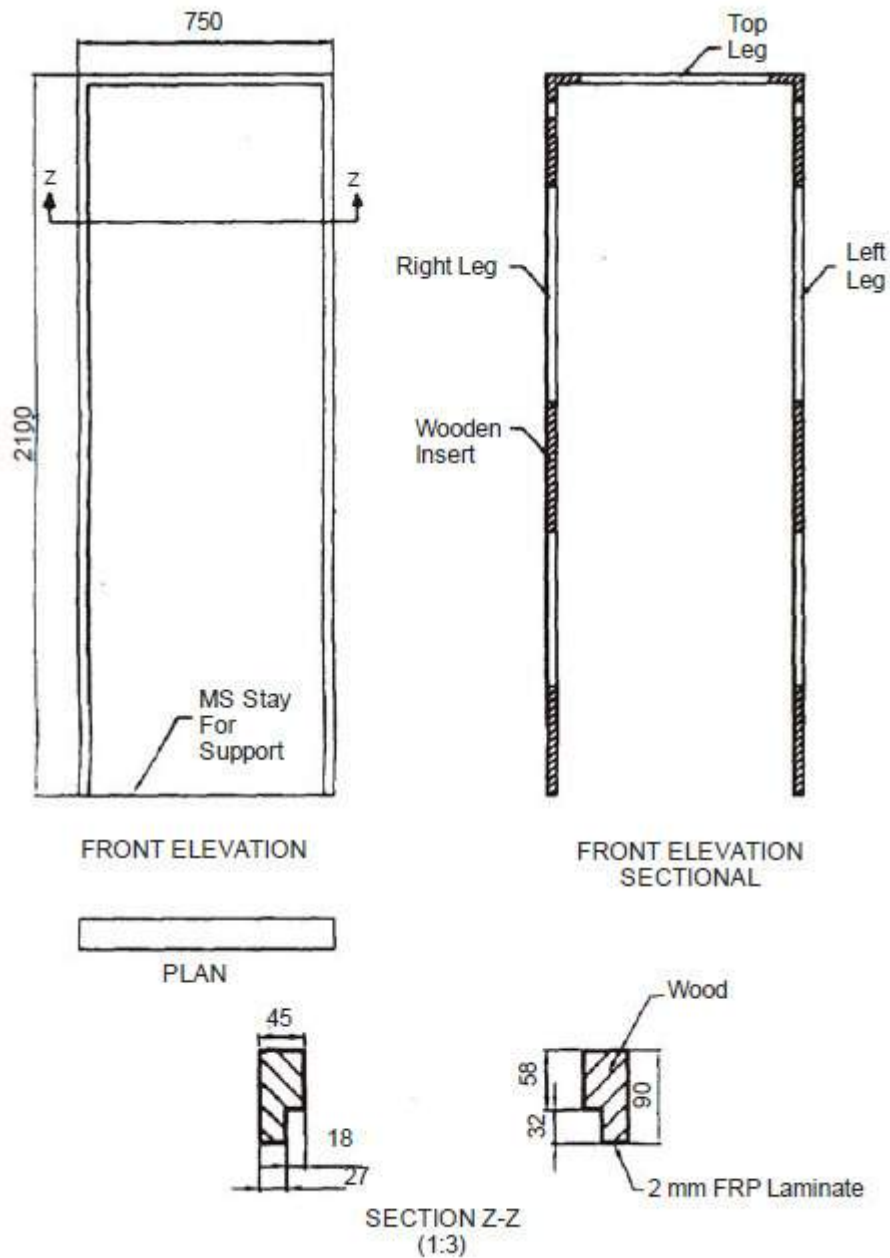 750
Top
Leg
Z
Z
Right Leg
Left
Leg
2100
Wooden
Insert
MS Stay
For
Support
FRONT ELEVATION
FRONT ELEVATION
SECTIONAL
PLAN
Wood
45
58
90
32
18
27
2 mm FRP Laminate
SECTION Z-Z
(1:3)